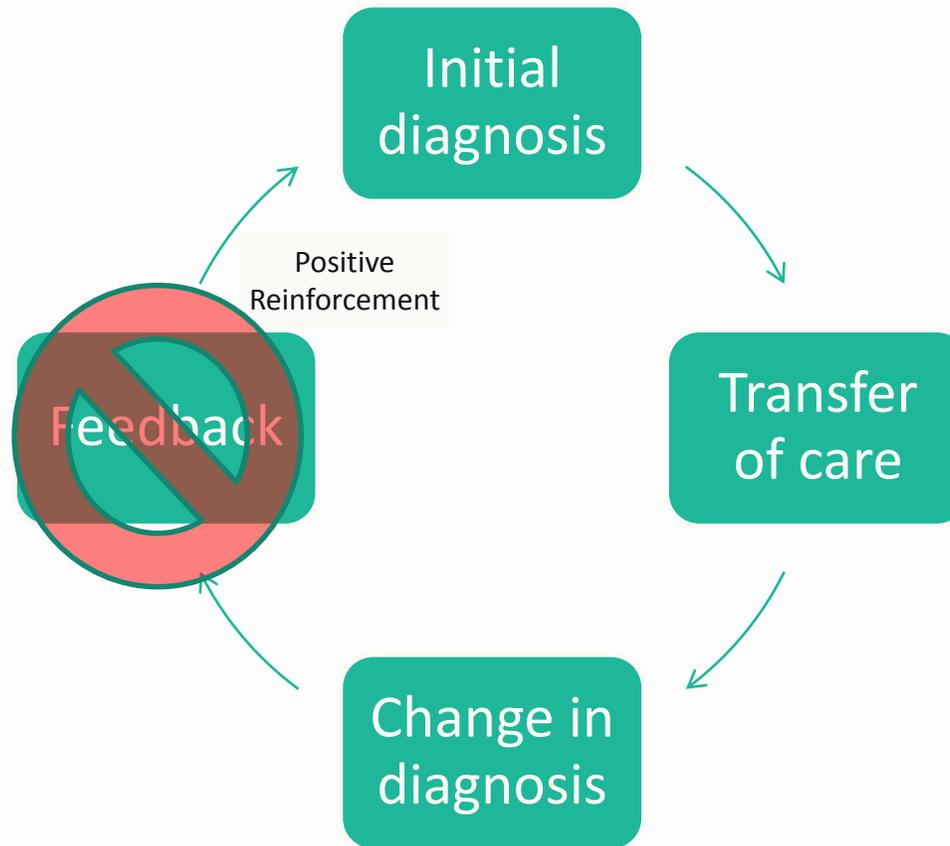 Initial
diagnosis
Positive
Reinforcement
Feedback
Transfer
of care
Change in
diagnosis